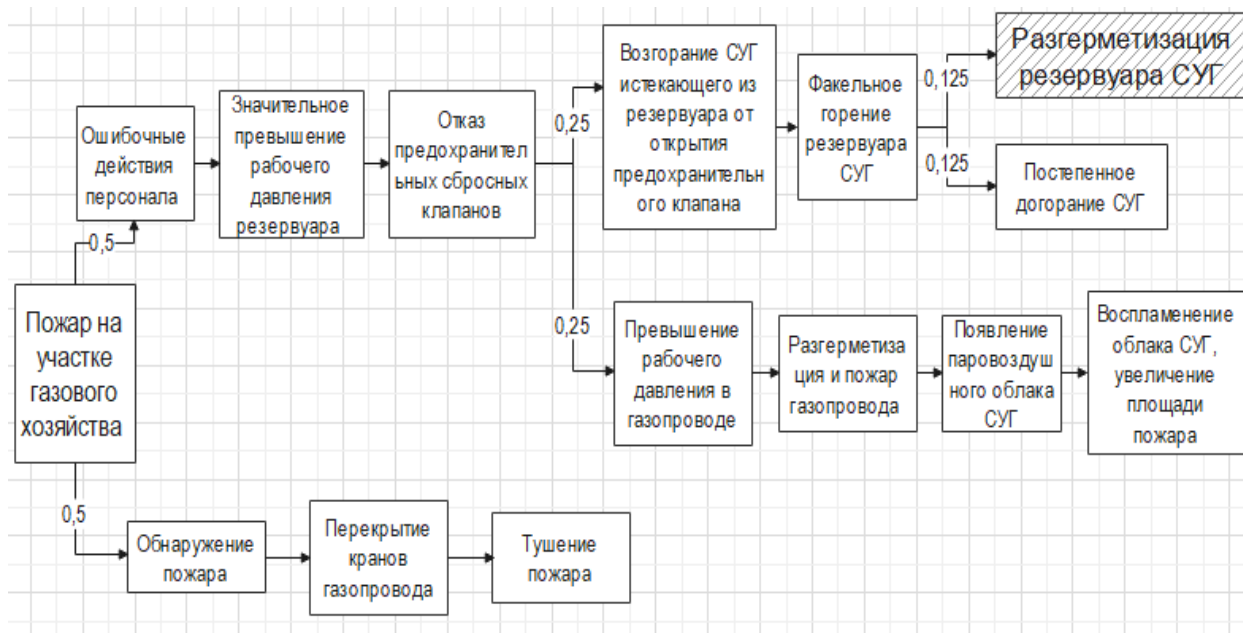 Пожар на
участке
газового
хозяйства
0,5
Ошибочные
действия
персонала
Значительное
превышение
рабочего
давления
резервуара
Отказ
предохранител
ьных сбросных
клапанов
0,25
Возгорание СУГ
истекающего из
резервуара от
открытия
предохранительн
ого клапана
Факельное
горение
резервуара
СУГ
0,125
Разгерметизация
резервуара СУГ
0,125
Постепенное
догорание СУГ
0,25
Превышение
рабочего
давления в
газопроводе
Разгерметиза
ция и пожар
газопровода
Появление
паровоздуш
ного облака
СУГ
Воспламенение
облака СУГ,
увеличение
площади
пожара
0,5
Обнаружение
пожара
Перекрытие
кранов
газопровода
Тушение
пожара